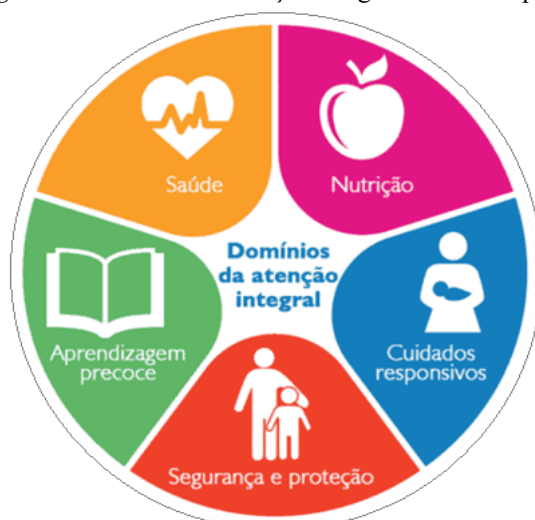 Saúde
Nutrição
Domínios
da atenção
integral
Aprendizagem
precoce
Cuidados
responsivos
Segurança e proteção